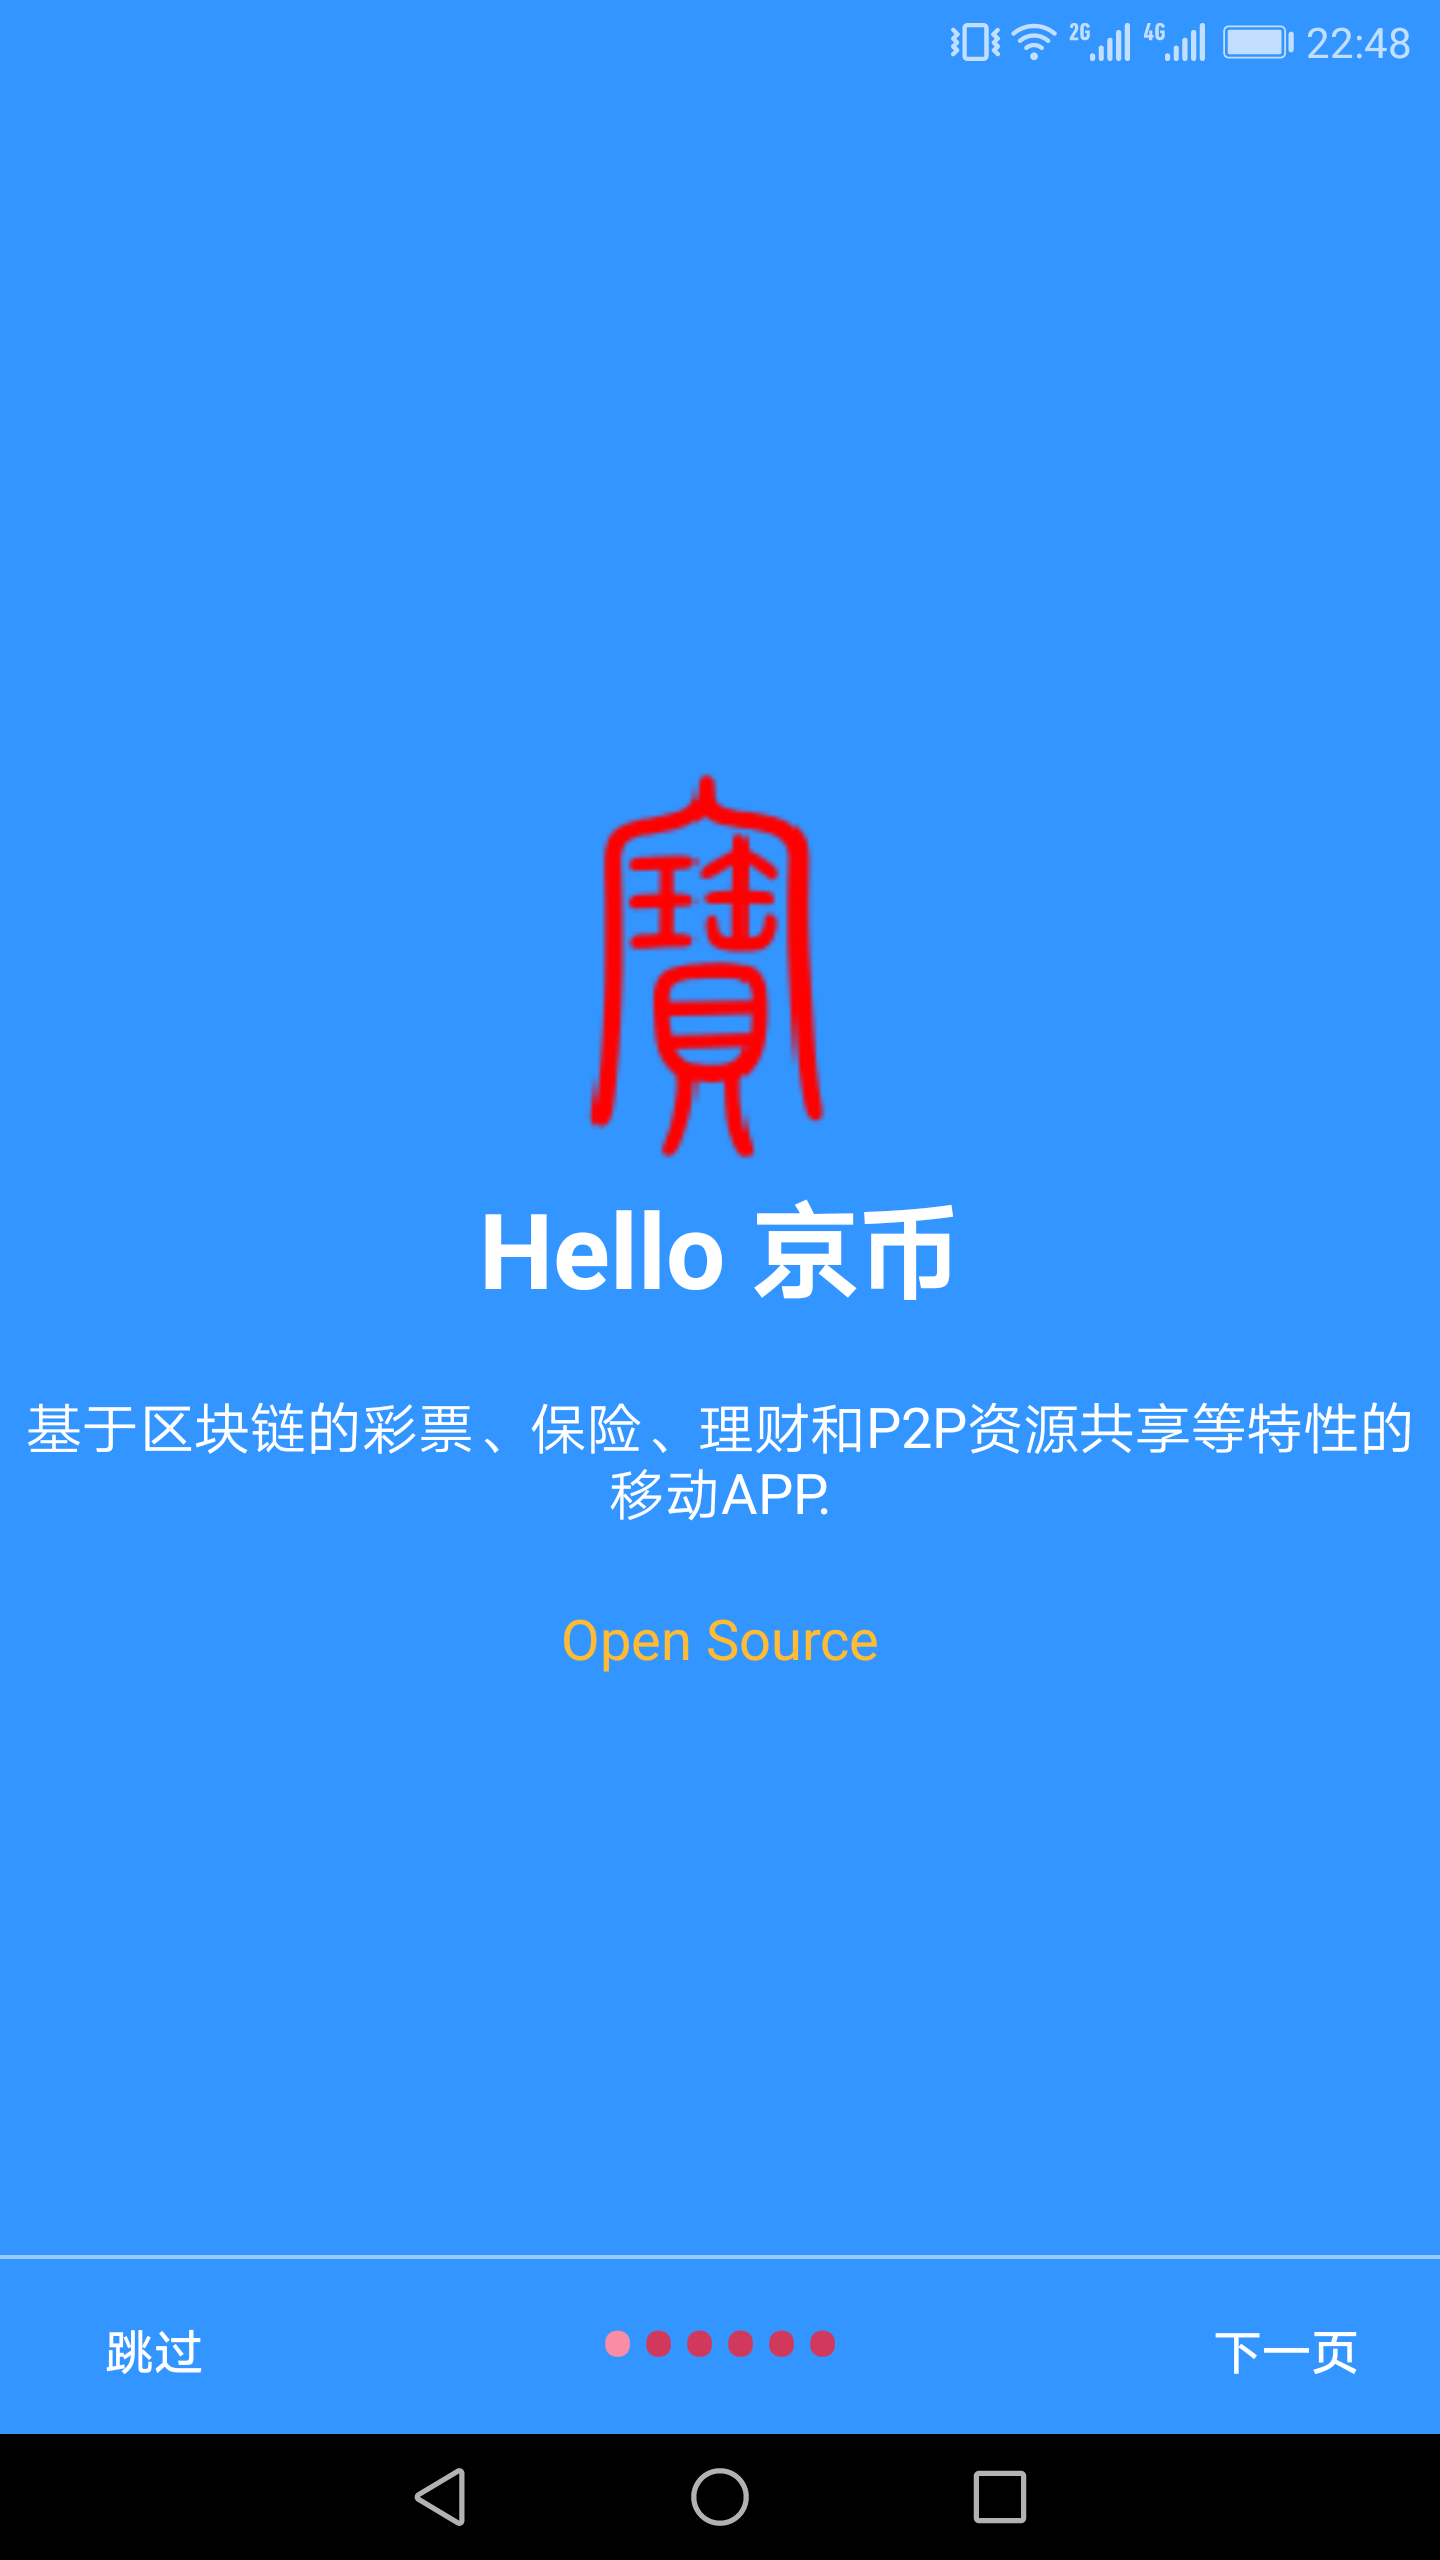 2G 4G 22:48
寶
Hello 京币
基于区块链的彩票、保险、理财和P2P资源共享等特性的
移动APP.
Open Source
跳过 下一页